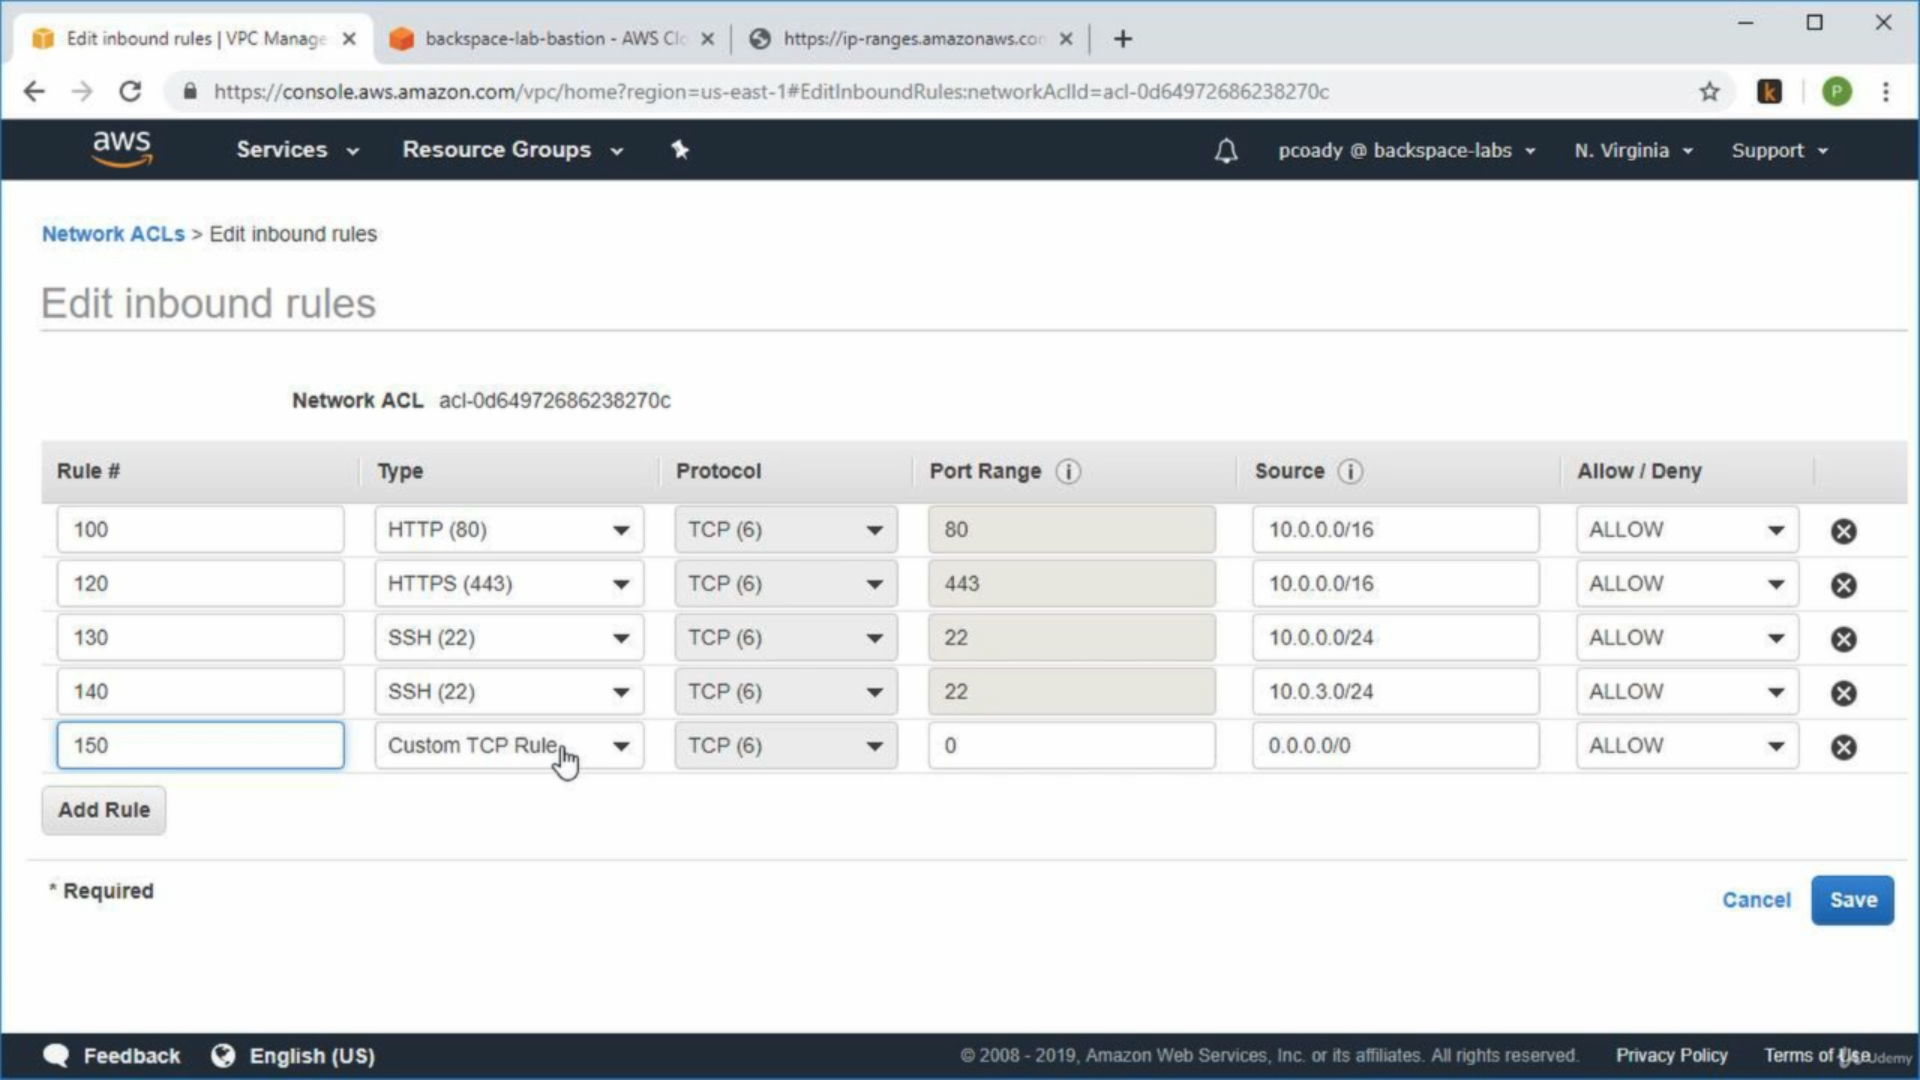 Edit inbound rules | VPC Manage
backspace-lab-bastion - AWS Clo
https://ip-ranges.amazonaws.con
https://console.aws.amazon.com/vpc/home?region=us-east-1#EditInboundRules:networkAclId=acl-0d64972686238270c
k
P
aws
Services
Resource Groups
pcoady @ backspace-labs
N. Virginia
Support
Network ACLs > Edit inbound rules
Edit inbound rules
Network ACL acl-0d64972686238270c
Rule # Type Protocol Port Range i Source i Allow / Deny
100 HTTP (80) TCP (6) 80 10.0.0.0/16 ALLOW
120 HTTPS (443) TCP (6) 443 10.0.0.0/16 ALLOW
130 SSH (22) TCP (6) 22 10.0.0.0/24 ALLOW
140 SSH (22) TCP (6) 22 10.0.3.0/24 ALLOW
150 Custom TCP Rule TCP (6) 0 0.0.0.0/0 ALLOW
Add Rule
* Required
Cancel
Save
Feedback
English (US)
© 2008 - 2019, Amazon Web Services, Inc. or its affiliates. All rights reserved.
Privacy Policy
Terms of Use
Udemy